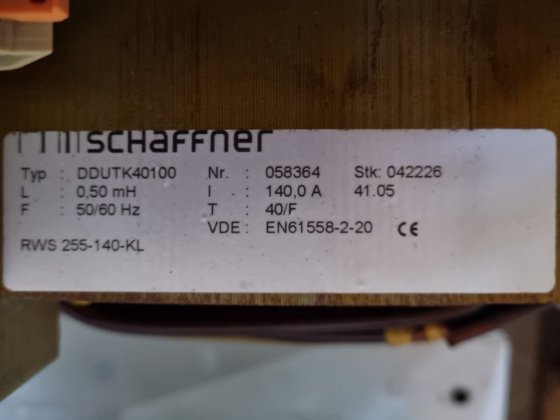 SCHAFFNER
Typ : DDUTK40100 Nr. : 058364 Stk: 042226
L : 0,50 mH I : 140,0 A 41.05
F : 50/60 Hz T : 40/F
VDE : EN61558-2-20 CE
RWS 255-140-KL